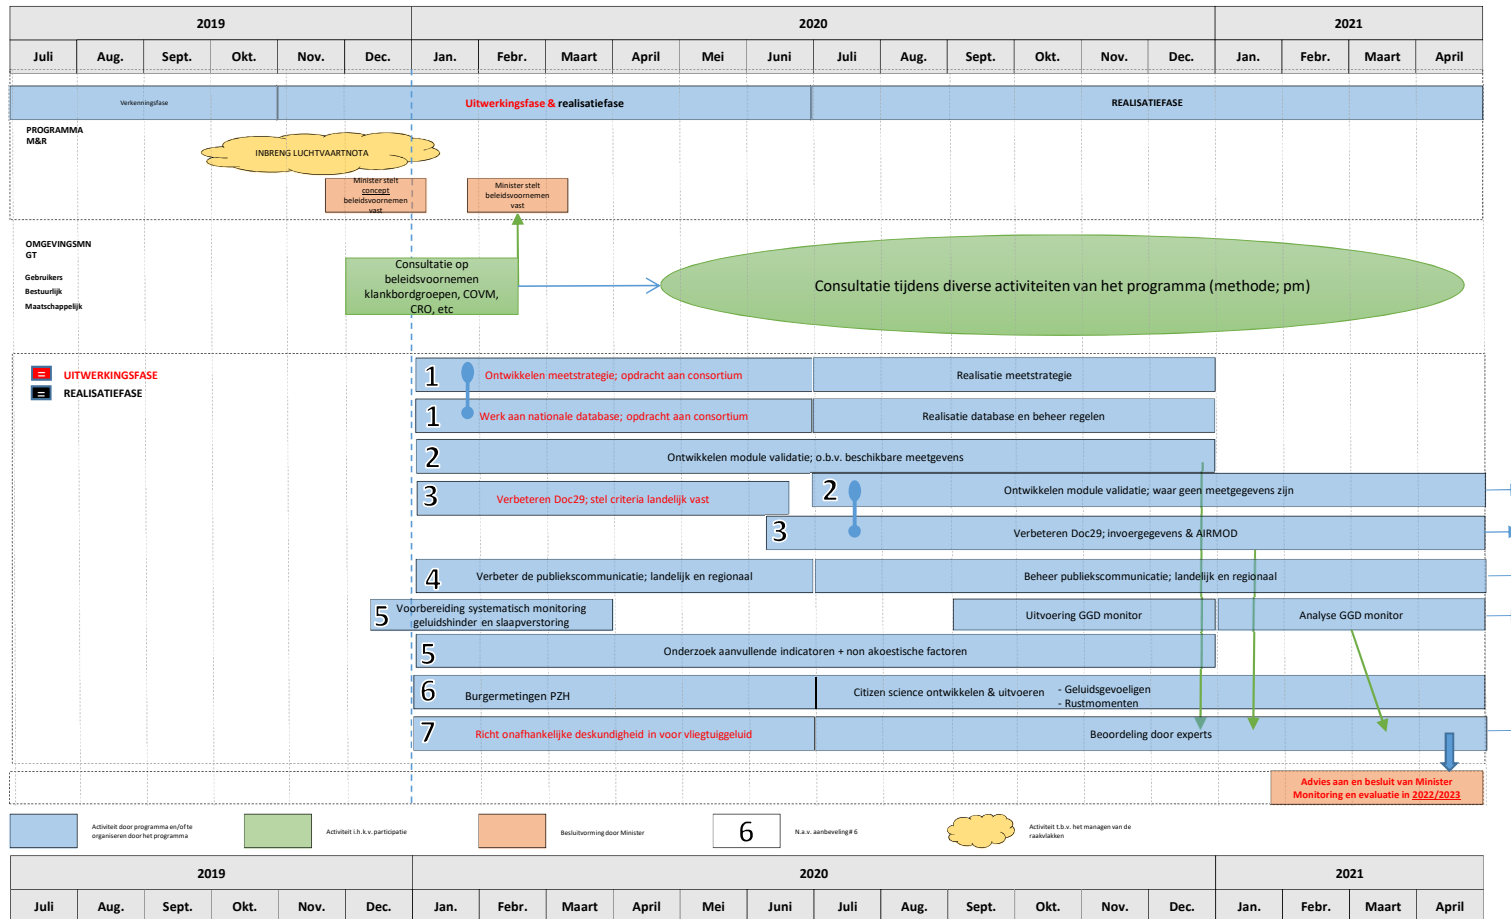 2019 2020 2021
Juli Aug. Sept. Okt. Nov. Dec. Jan. Febr. Maart April Mei Juni Juli Aug. Sept. Okt. Nov. Dec. Jan. Feb. Maart April
Verkenningsfase Uitwerkingsfase & realisatiefase REALISATIEFASE
PROGRAMMA
M&R
INBRENG LUCHTVAARTNOTA
Minister stelt
concept
beleidsvoornemen
vast
Minister stelt
beleidsvoornemen
vast
OMGEVINGSMN
GT
Gebruikers
Bestuurlijk
Maatschappelijk
Consultatie op
beleidsvoornemen
klankbordgroepen, COVM,
CRO, etc
Consultatie tijdens diverse activiteiten van het programma (methode; pm)
= UITWERKINGSFASE
= REALISATIEFASE
1 Ontwikkelen meetstrategie; opdracht aan consortium Realisatie meetstrategie
1 Werk aan nationale database; opdracht aan consortium Realisatie database en beheer regelen
2 Ontwikkelen module validatie; o.b.v. beschikbare meetgevens
3 Verbeteren Doc29; stel criteria landelijk vast 2 Ontwikkelen module validatie; waar geen meetgegevens zijn
3 Verbeteren Doc29; invoergegevens & AIRMOD
4 Verbeter de publiekscommunicatie; landelijk en regionaal Beheer publiekscommunicatie; landelijk en regionaal
5 Voorbereiding systematisch monitoring
geluidshinder en slaapverstoring
Uitvoering GGD monitor Analyse GGD monitor
5 Onderzoek aanvullende indicatoren + non akoestische factoren
6 Burgermetingen PZH Citizen science ontwikkelen & uitvoeren - Geluidsgevoeligen
- Rustmomenten
7 Richt onafhankelijke deskundigheid in voor vliegtuiggeluid Beoordeling door experts
Advies aan en besluit van Minister
Monitoring en evaluatie in 2022/2023
Activiteit door programma en/of te
organiseren door het programma
Activiteit i.h.k.v. participatie
Besluitvorming door Minister
6 N.a.v. aanbeveling # 6
Activiteit t.b.v. het managen van de
raakvlakken
2019 2020 2021
Juli Aug. Sept. Okt. Nov. Dec. Jan. Febr. Maart April Mei Juni Juli Aug. Sept. Okt. Nov. Dec. Jan. Feb. Maart April